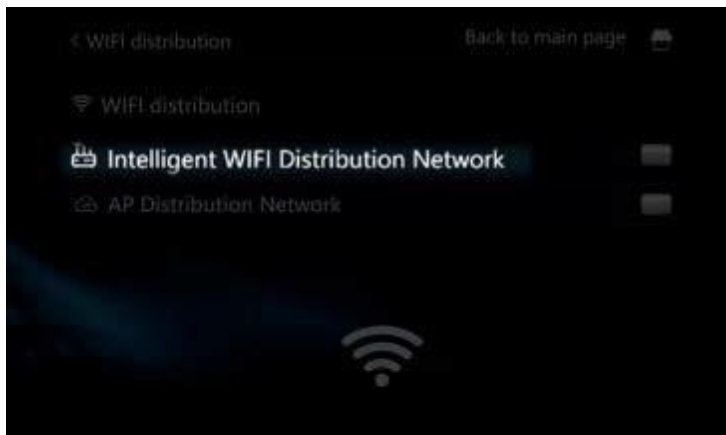 < WIFI distribution
Back to main page
WIFI distribution
Intelligent WIFI Distribution Network
AP Distribution Network